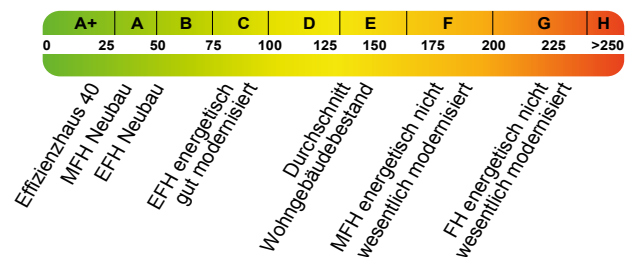 A+ A B C D E F G H
0 25 50 75 100 125 150 175 200 225 >250
Effizienzhaus 40
MFH Neubau
EFH Neubau
EFH energetisch
gut modernisiert
Durchschnitt
Wohngebäudebestand
MFH energetisch nicht
wesentlich modernisiert
FH energetisch nicht
wesentlich modernisiert